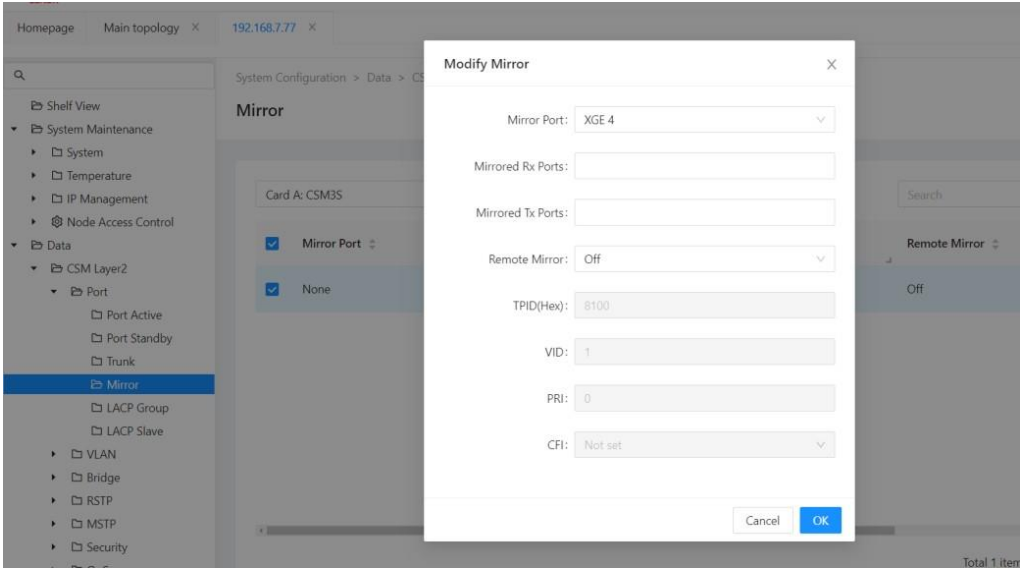 Homepage
Main topology
192.168.7.77
Shelf View
System Maintenance
System
Temperature
IP Management
Node Access Control
Data
CSM Layer2
Port
Port Active
Port Standby
Trunk
Mirror
LACP Group
LACP Slave
VLAN
Bridge
RSTP
MSTP
Security
System Configuration > Data > CS
Mirror
Card A: CSM3S
Search
Mirror Port
Remote Mirror
None
Off
Total 1 item
Modify Mirror
Mirror Port: XGE 4
Mirrored Rx Ports:
Mirrored Tx Ports:
Remote Mirror: Off
TPID(Hex): 8100
VID: 1
PRI: 0
CFI: Not set
Cancel
OK